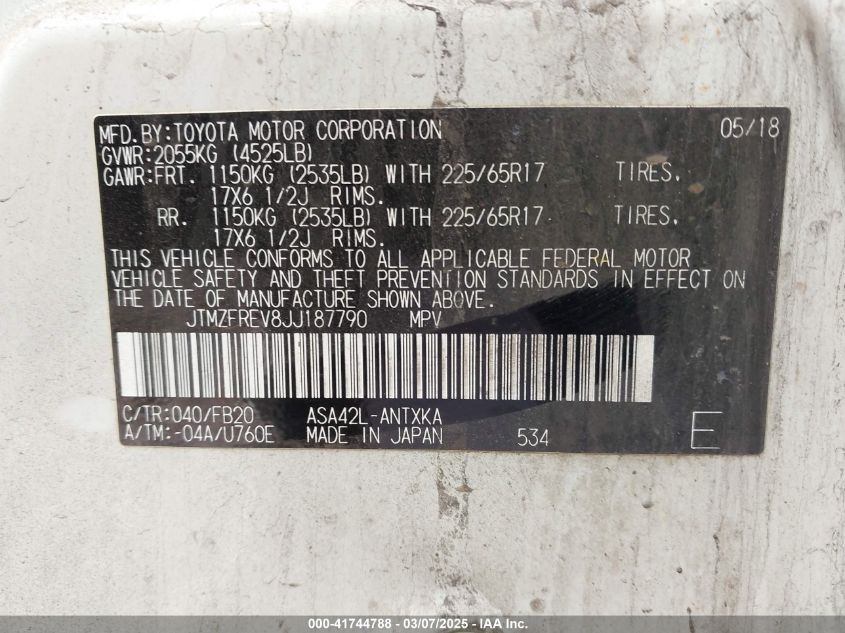 MFD.BY:TOYOTA MOTOR CORPORATION 05/18
GVWR:2055KG (4525LB)
GAWR:FRT. 1150KG (2535LB) WITH 225/65R17 TIRES,
17X6 1/2J RIMS.
RR. 1150KG (2535LB) WITH 225/65R17 TIRES,
17X6 1/2J RIMS.
THIS VEHICLE CONFORMS TO ALL APPLICABLE FEDERAL MOTOR
VEHICLE SAFETY AND THEFT PREVENTION STANDARDS IN EFFECT ON
THE DATE OF MANUFACTURE SHOWN ABOVE.
JTMZFREV8JJ187790 MPV
C/TR:040/FB20 ASA42L-ANTXKA
A/TM:-04A/U760E MADE IN JAPAN 534 E
000-41744788 - 03/07/2025 - IAAI.com